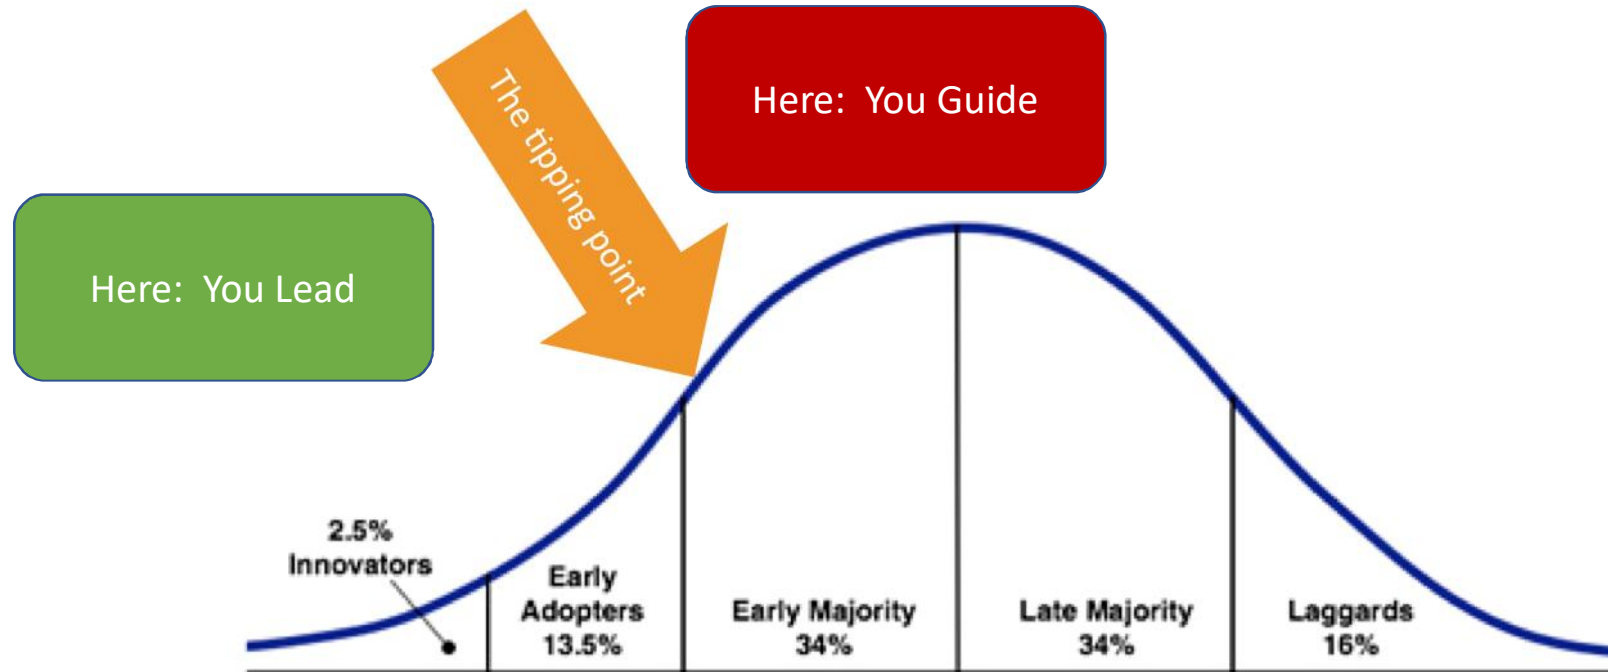 The tipping point
Here:  You Guide
Here:  You Lead
2.5%
Innovators
Early
Adopters
13.5%
Early Majority
34%
Late Majority
34%
Laggards
16%